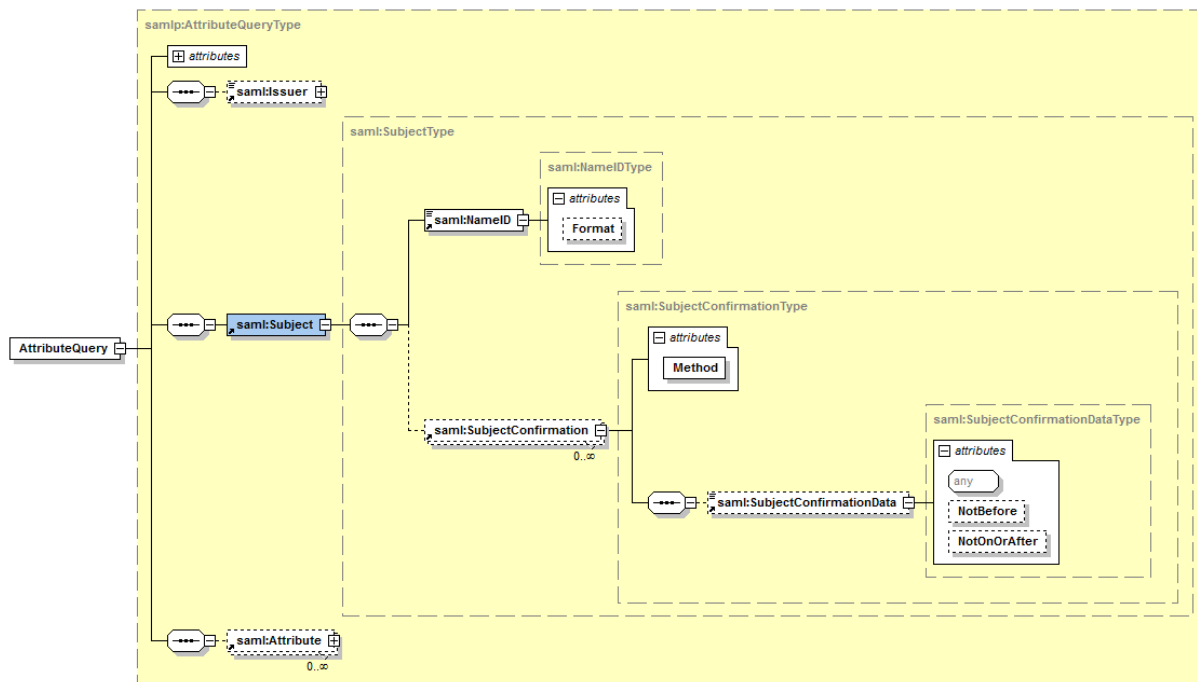 samlp:AttributeQueryType
attributes
saml:Issuer
saml:SubjectType
saml:NameIDType
attributes
saml:NameID
Format
saml:SubjectConfirmationType
saml:Subject
attributes
AttributeQuery
Method
saml:SubjectConfirmationDataType
saml:SubjectConfirmation
attributes
0..∞
any
saml:SubjectConfirmationData
NotBefore
NotOnOrAfter
saml:Attribute
0..∞